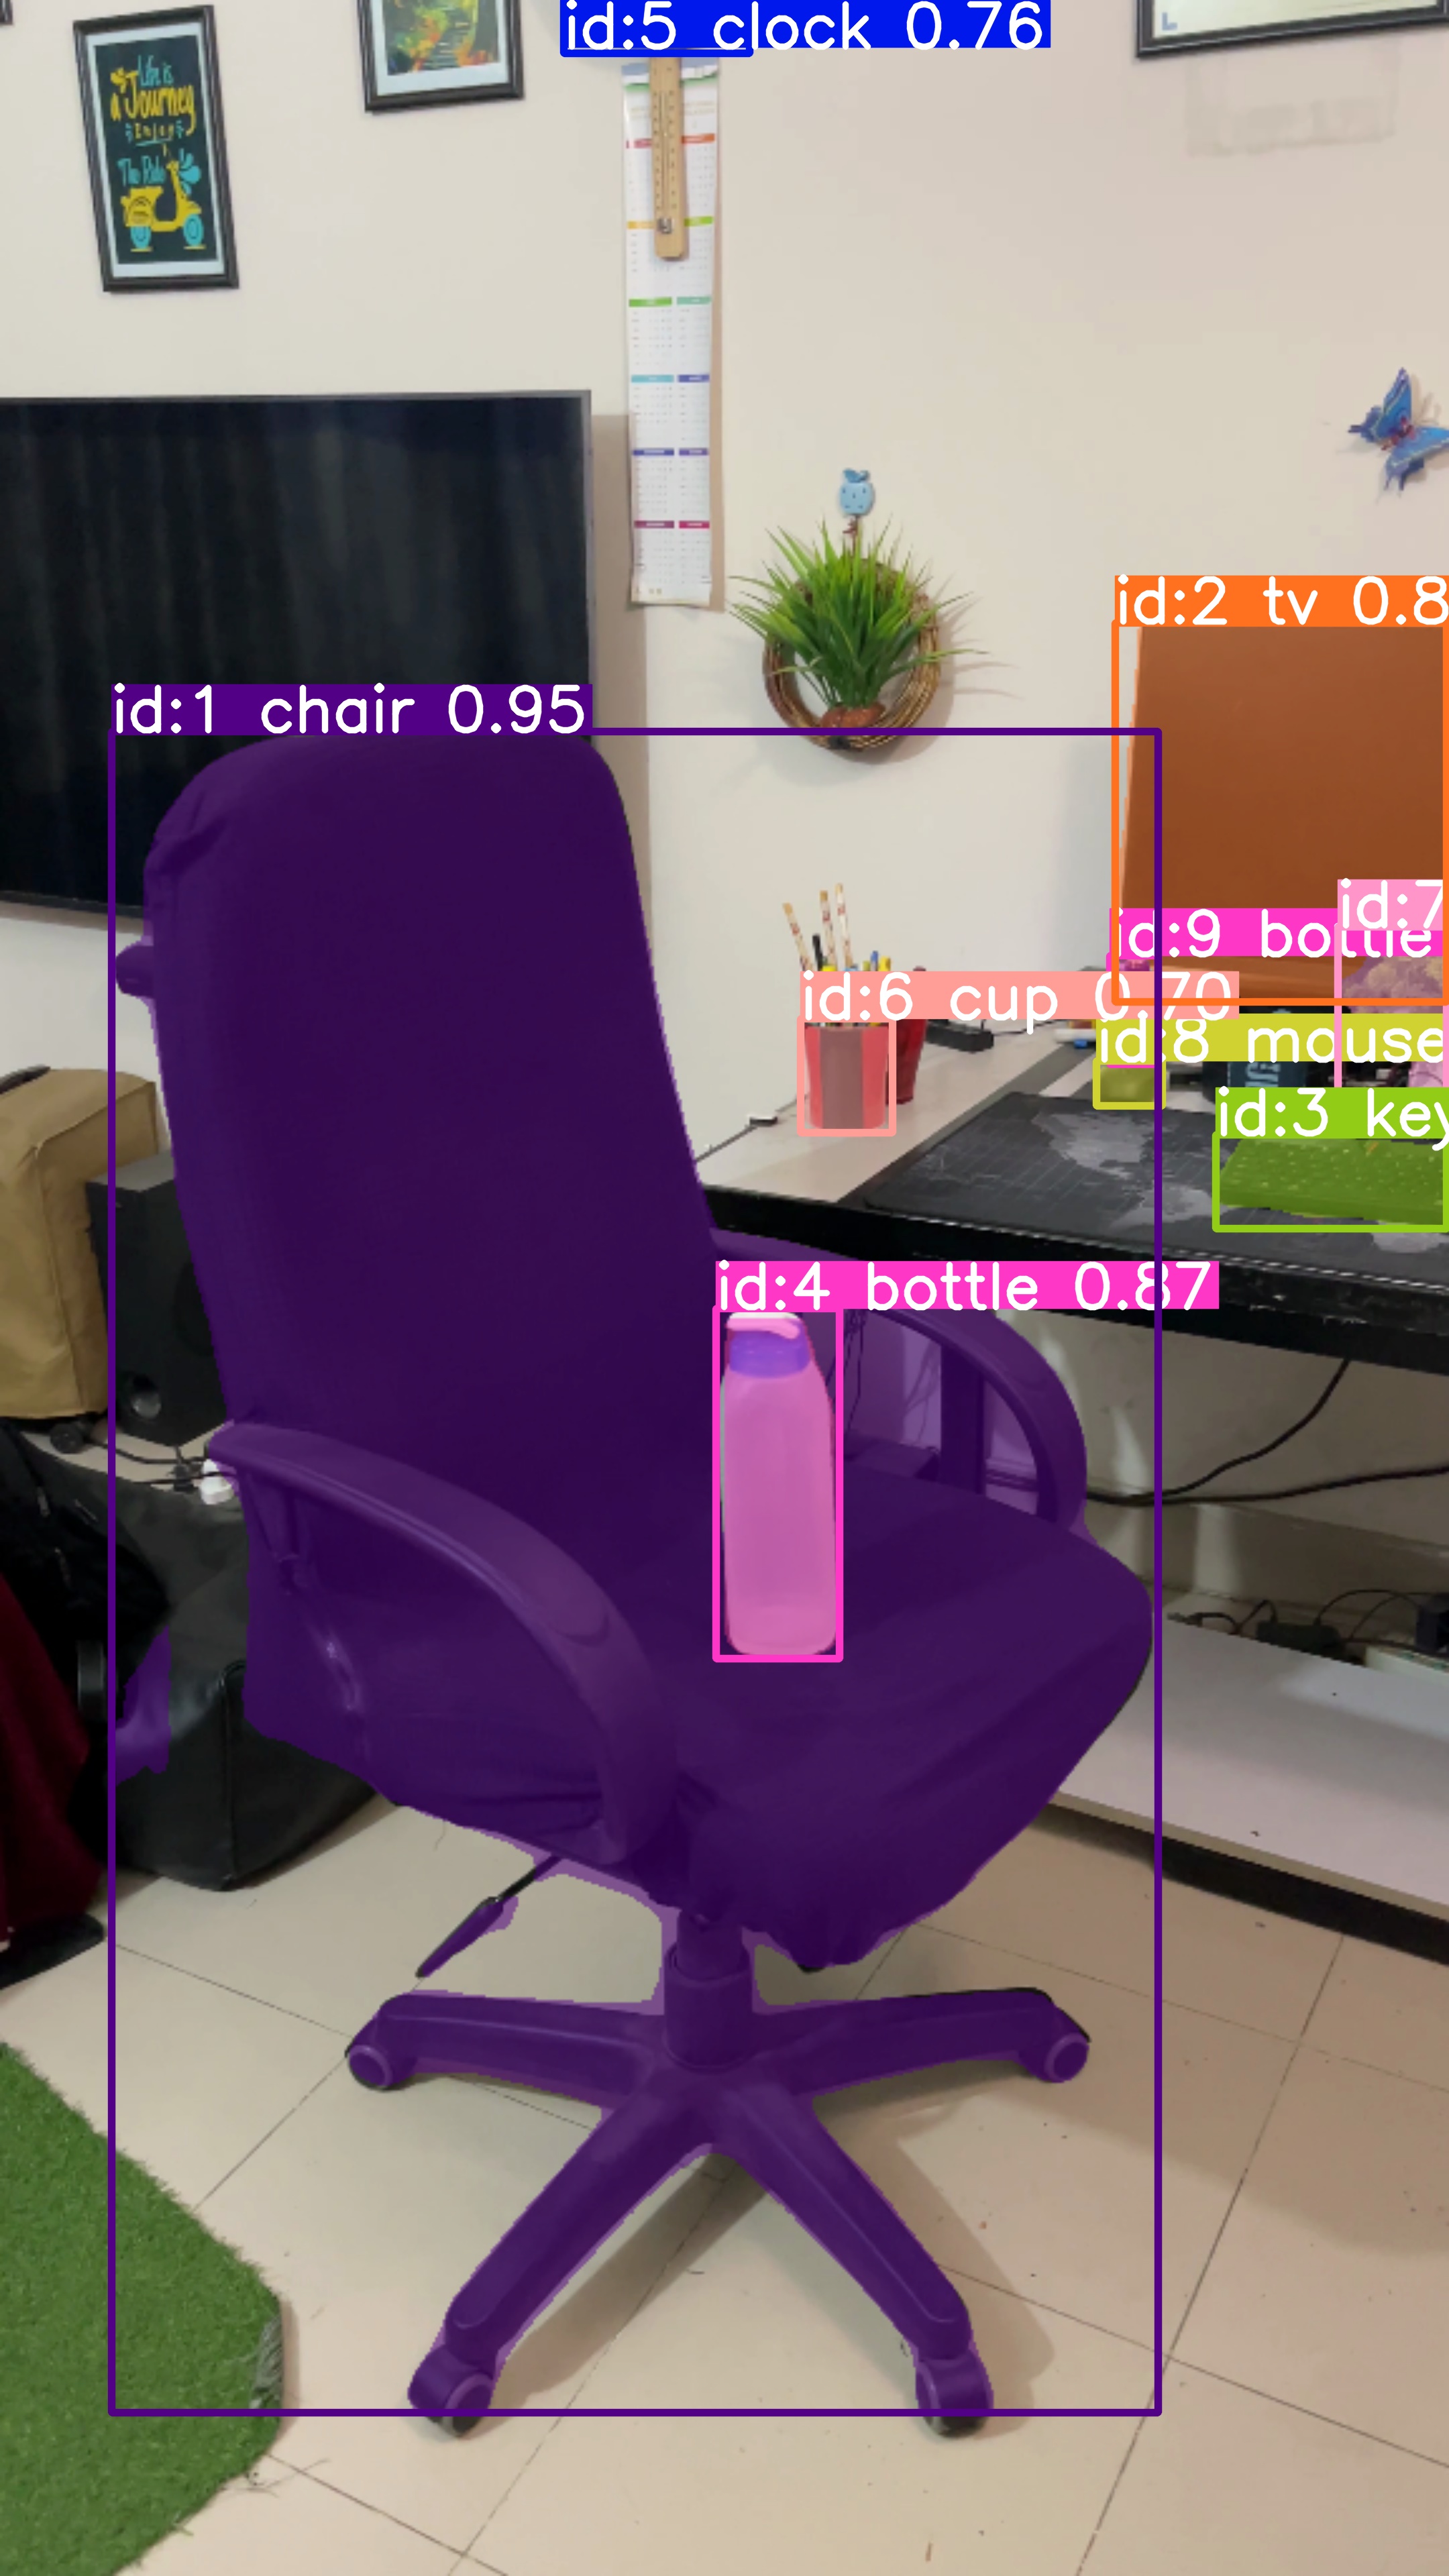 id:5 clock 0.76
Life is
a Journey
Enjoy
The Ride
id:2 tv 0.8
id:1 chair 0.95
id:7
id:9 bottle
id:6 cup 0.70
id:8 mouse
id:3 key
id:4 bottle 0.87